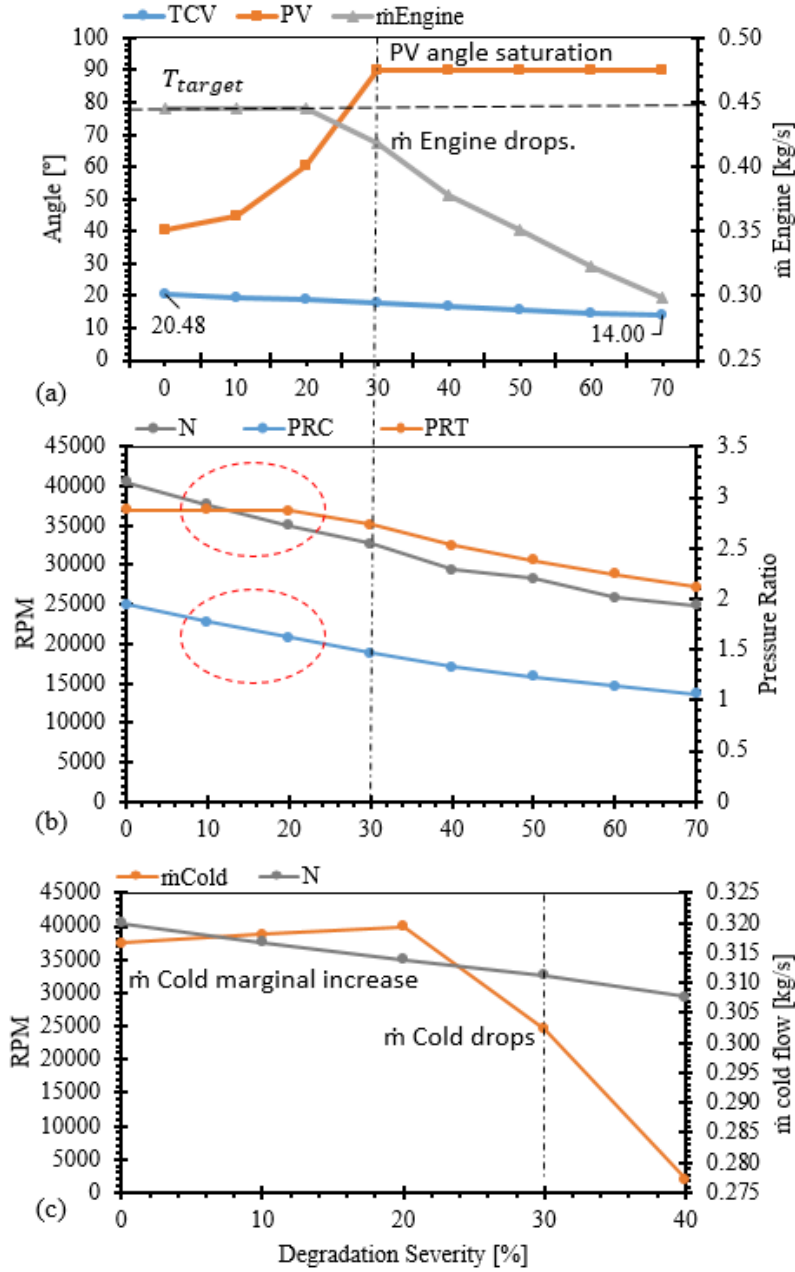 TCV PV ṁEngine
100
90
80
70
60
50
40
30
20
10
0
Angle [°]
T_target
PV angle saturation
ṁ Engine drops.
20.48
14.00
0.50
0.45
0.40
0.35
0.30
0.25
ṁ Engine [kg/s]
0 10 20 30 40 50 60 70
(a)
N PRC PRT
45000
40000
35000
30000
25000
20000
15000
10000
5000
0
RPM
3.5
3
2.5
2
1.5
1
0.5
0
Pressure Ratio
0 10 20 30 40 50 60 70
(b)
ṁCold N
45000
40000
35000
30000
25000
20000
15000
10000
5000
0
RPM
ṁ Cold marginal increase
ṁ Cold drops
0.325
0.320
0.315
0.310
0.305
0.300
0.295
0.290
0.285
0.280
0.275
ṁ cold flow [kg/s]
0 10 20 30 40
(c)
Degradation Severity [%]